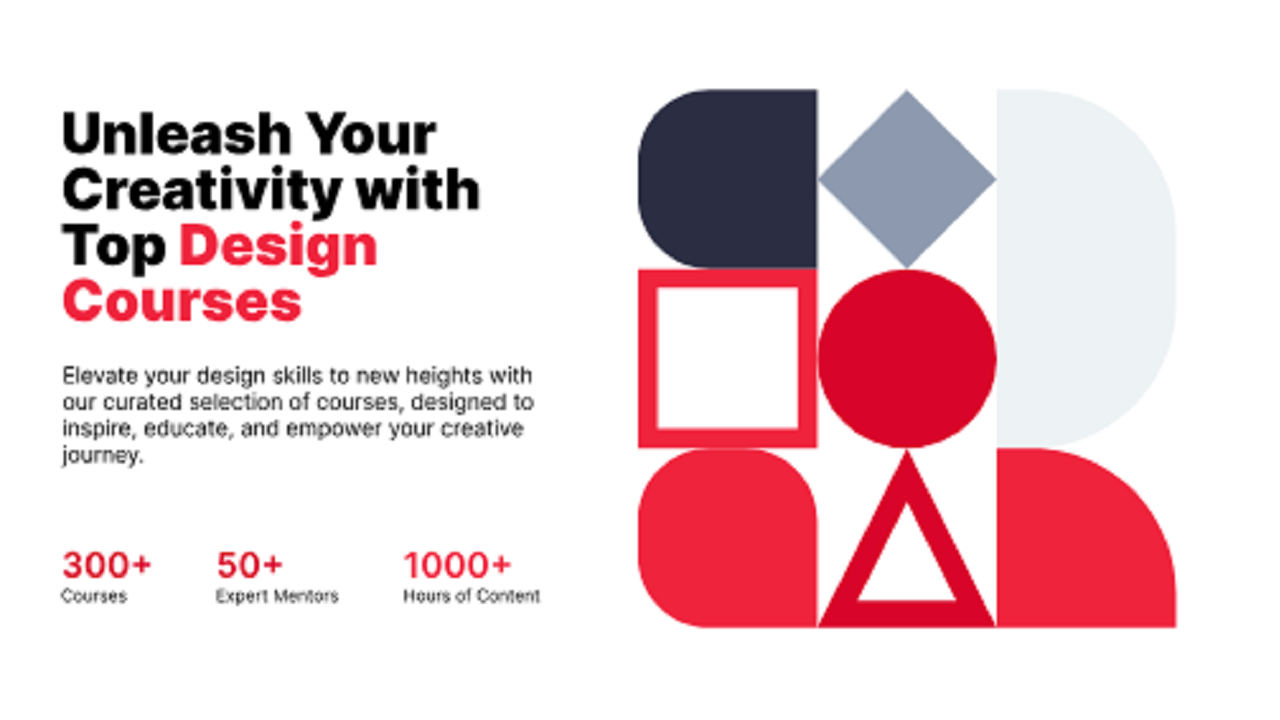 Unleash Your
Creativity with
Top Design
Courses
Elevate your design skills to new heights with
our curated selection of courses, designed to
inspire, educate, and empower your creative
journey.
300+
Courses
50+
Expert Mentors
1000+
Hours of Content